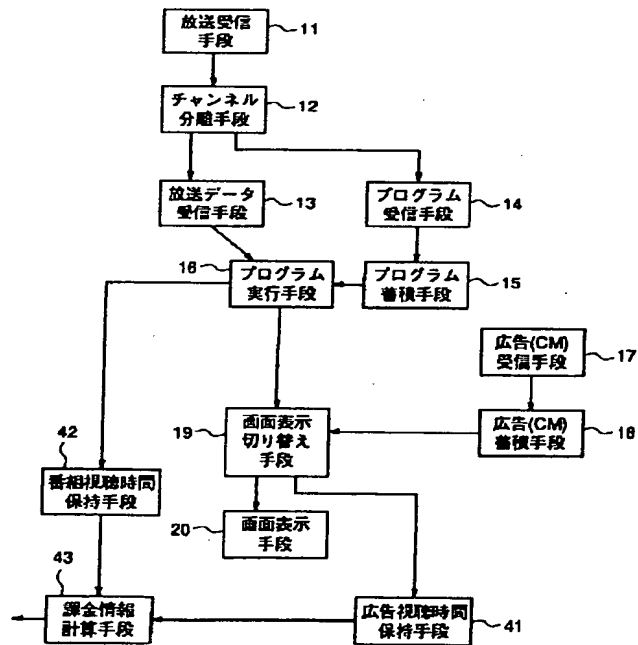 放送受信
手段
11
チャンネル
分離手段
12
放送データ
受信手段
13
プログラム
受信手段
14
16
プログラム
実行手段
プログラム
蓄積手段
15
広告(CM)
受信手段
17
19
画面表示
切り替え
手段
広告(CM)
蓄積手段
18
42
番組視聴時間
保持手段
20
画面表示
手段
43
課金情報
計算手段
広告視聴時間
保持手段
41